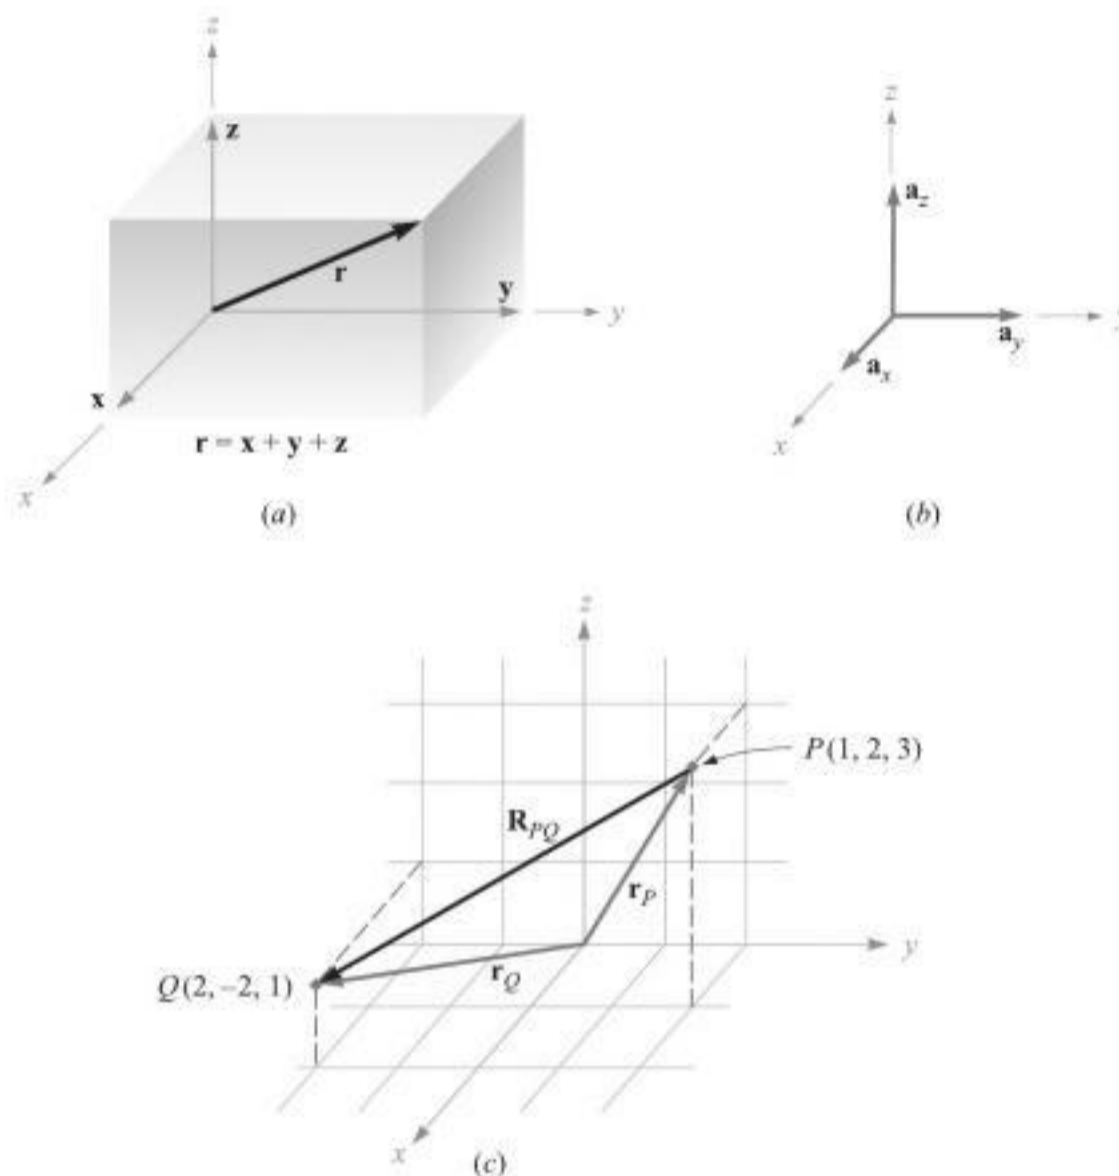 z
z
r
y
y
x
r = x + y + z
x
(a)
z
a_z
a_y
a_x
x
(b)
z
P(1, 2, 3)
R_PQ
r_P
y
r_Q
Q(2, –2, 1)
x
(c)